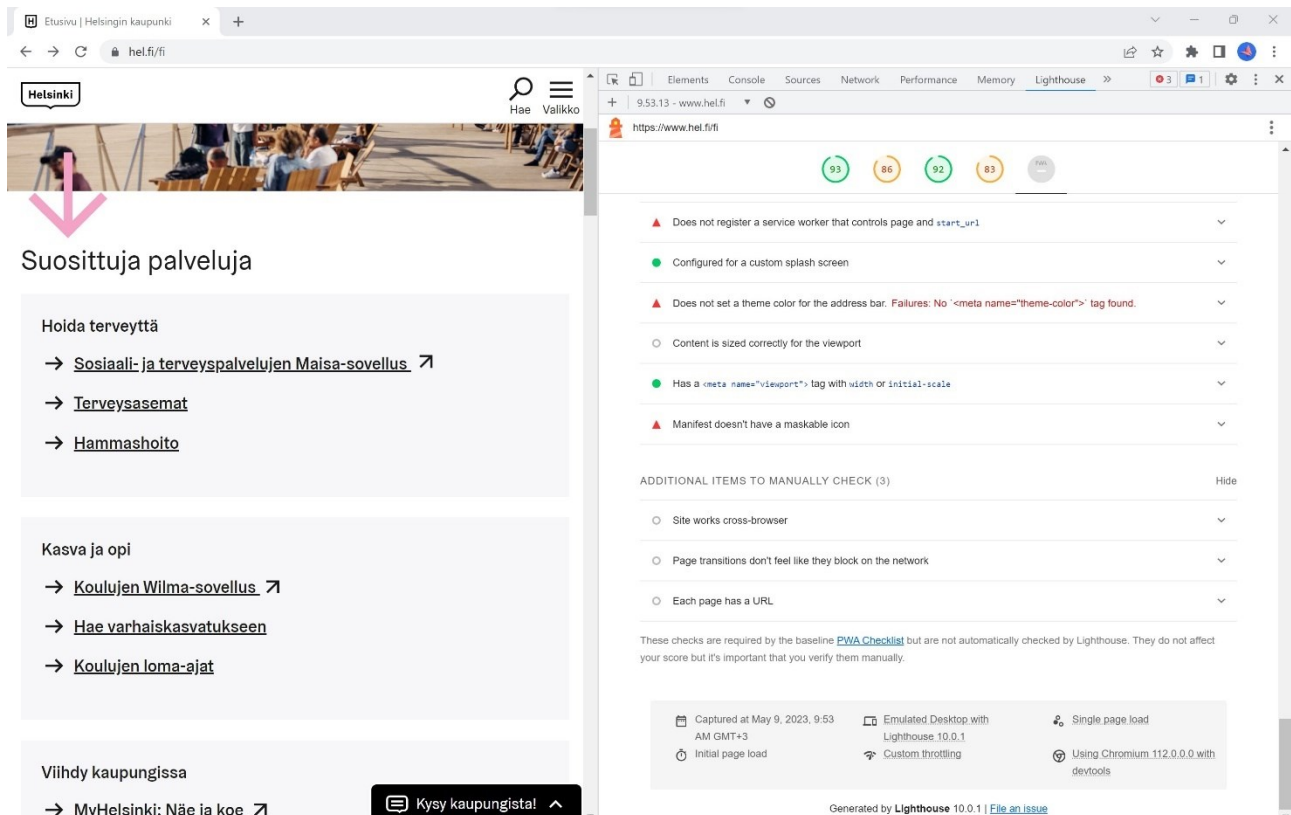 Etusivu | Helsingin kaupunki
hel.fi/fi
Helsinki
Hae Valikko
Suosittuja palveluja
Hoida terveyttä
Sosiaali- ja terveyspalvelujen Maisa-sovellus
Terveysasemat
Hammashoito
Kasva ja opi
Koulujen Wilma-sovellus
Hae varhaiskasvatukseen
Koulujen loma-ajat
Viihdy kaupungissa
MyHelsinki: Näe ja koe
Kysy kaupungista!
Elements Console Sources Network Performance Memory Lighthouse 3 1
9.53.13 - www.hel.fi
https://www.hel.fi/fi
93 86 92 83 PWA
Does not register a service worker that controls page and start_url
Configured for a custom splash screen
Does not set a theme color for the address bar. Failures: No `<meta name="theme-color">` tag found.
Content is sized correctly for the viewport
Has a <meta name="viewport"> tag with width or initial-scale
Manifest doesn't have a maskable icon
ADDITIONAL ITEMS TO MANUALLY CHECK (3) Hide
Site works cross-browser
Page transitions don't feel like they block on the network
Each page has a URL
These checks are required by the baseline PWA Checklist but are not automatically checked by Lighthouse. They do not affect
your score but it's important that you verify them manually.
Captured at May 9, 2023, 9:53
AM GMT+3
Emulated Desktop with
Lighthouse 10.0.1
Single page load
Initial page load
Custom throttling
Using Chromium 112.0.0.0 with
devtools
Generated by Lighthouse 10.0.1 | File an issue